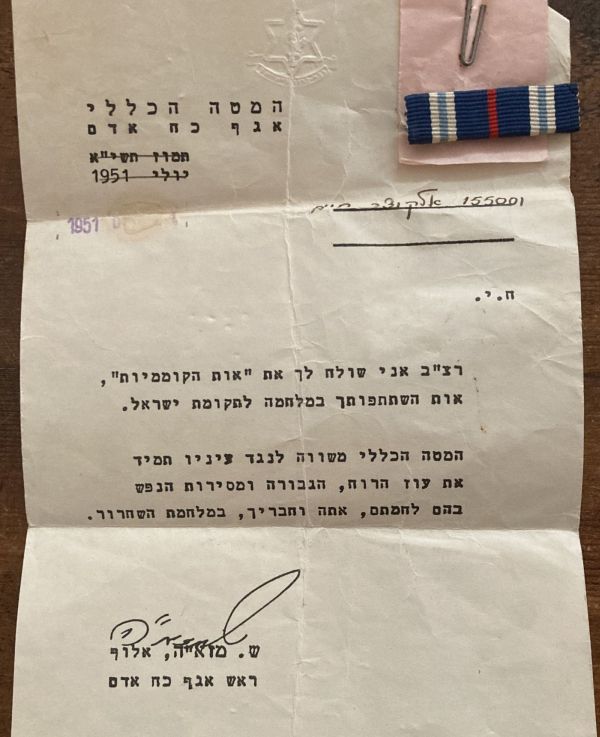 המטה הכללי
אגף כח אדם
תמוז תשי"א
יולי 1951
1951
155001 אלקוצר חיים
ח.י.
רצ"ב אני שולח לך את "אות הקוממיות",
אות השתתפותך במלחמה לתקומת ישראל.
המטה הכללי משווה לנגד עיניו תמיד
את עוז הרוח, הגבורה ומסירות הנפש
בהם לחמתם, אתה וחבריך, במלחמת השחרור.
ש. מזא"ה, אלוף
ראש אגף כח אדם